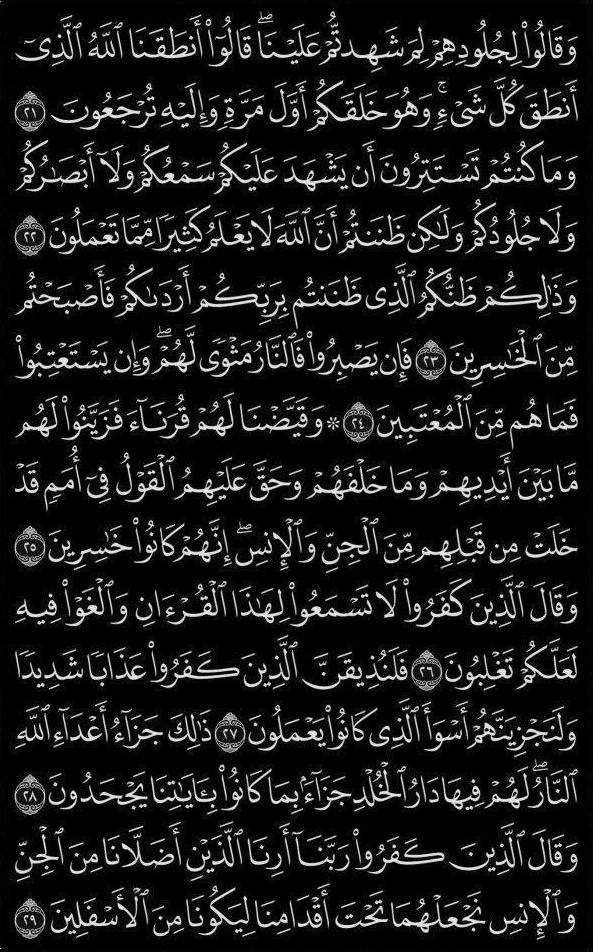 وَقَالُوا۟ لِجُلُودِهِمْ لِمَ شَهِدتُّمْ عَلَيْنَا ۖ قَالُوٓا۟ أَنطَقَنَا ٱللَّهُ ٱلَّذِىٓ
أَنطَقَ كُلَّ شَىْءٍ ۚ وَهُوَ خَلَقَكُمْ أَوَّلَ مَرَّةٍ وَإِلَيْهِ تُرْجَعُونَ ٢١
وَمَا كُنتُمْ تَسْتَتِرُونَ أَن يَشْهَدَ عَلَيْكُمْ سَمْعُكُمْ وَلَآ أَبْصَـٰرُكُمْ
وَلَا جُلُودُكُمْ وَلَـٰكِن ظَنَنتُمْ أَنَّ ٱللَّهَ لَا يَعْلَمُ كَثِيرًا مِّمَّا تَعْمَلُونَ ٢٢
وَذَٰلِكُمْ ظَنُّكُمُ ٱلَّذِى ظَنَنتُم بِرَبِّكُمْ أَرْدَىٰكُمْ فَأَصْبَحْتُم
مِّنَ ٱلْخَـٰسِرِينَ ٢٣ فَإِن يَصْبِرُوا۟ فَٱلنَّارُ مَثْوًى لَّهُمْ ۖ وَإِن يَسْتَعْتِبُوا۟
فَمَا هُم مِّنَ ٱلْمُعْتَبِينَ ٢٤ ۞ وَقَيَّضْنَا لَهُمْ قُرَنَآءَ فَزَيَّنُوا۟ لَهُم
مَّا بَيْنَ أَيْدِيهِمْ وَمَا خَلْفَهُمْ وَحَقَّ عَلَيْهِمُ ٱلْقَوْلُ فِىٓ أُمَمٍ قَدْ
خَلَتْ مِن قَبْلِهِم مِّنَ ٱلْجِنِّ وَٱلْإِنسِ ۖ إِنَّهُمْ كَانُوا۟ خَـٰسِرِينَ ٢٥
وَقَالَ ٱلَّذِينَ كَفَرُوا۟ لَا تَسْمَعُوا۟ لِهَـٰذَا ٱلْقُرْءَانِ وَٱلْغَوْا۟ فِيهِ
لَعَلَّكُمْ تَغْلِبُونَ ٢٦ فَلَنُذِيقَنَّ ٱلَّذِينَ كَفَرُوا۟ عَذَابًا شَدِيدًا
وَلَنَجْزِيَنَّهُمْ أَسْوَأَ ٱلَّذِى كَانُوا۟ يَعْمَلُونَ ٢٧ ذَٰلِكَ جَزَآءُ أَعْدَآءِ ٱللَّهِ
ٱلنَّارُ ۖ لَهُمْ فِيهَا دَارُ ٱلْخُلْدِ جَزَآءًۢ بِمَا كَانُوا۟ بِـَٔايَـٰتِنَا يَجْحَدُونَ ٢٨
وَقَالَ ٱلَّذِينَ كَفَرُوا۟ رَبَّنَآ أَرِنَا ٱلَّذَيْنِ أَضَلَّانَا مِنَ ٱلْجِنِّ
وَٱلْإِنسِ نَجْعَلْهُمَا تَحْتَ أَقْدَامِنَا لِيَكُونَا مِنَ ٱلْأَسْفَلِينَ ٢٩